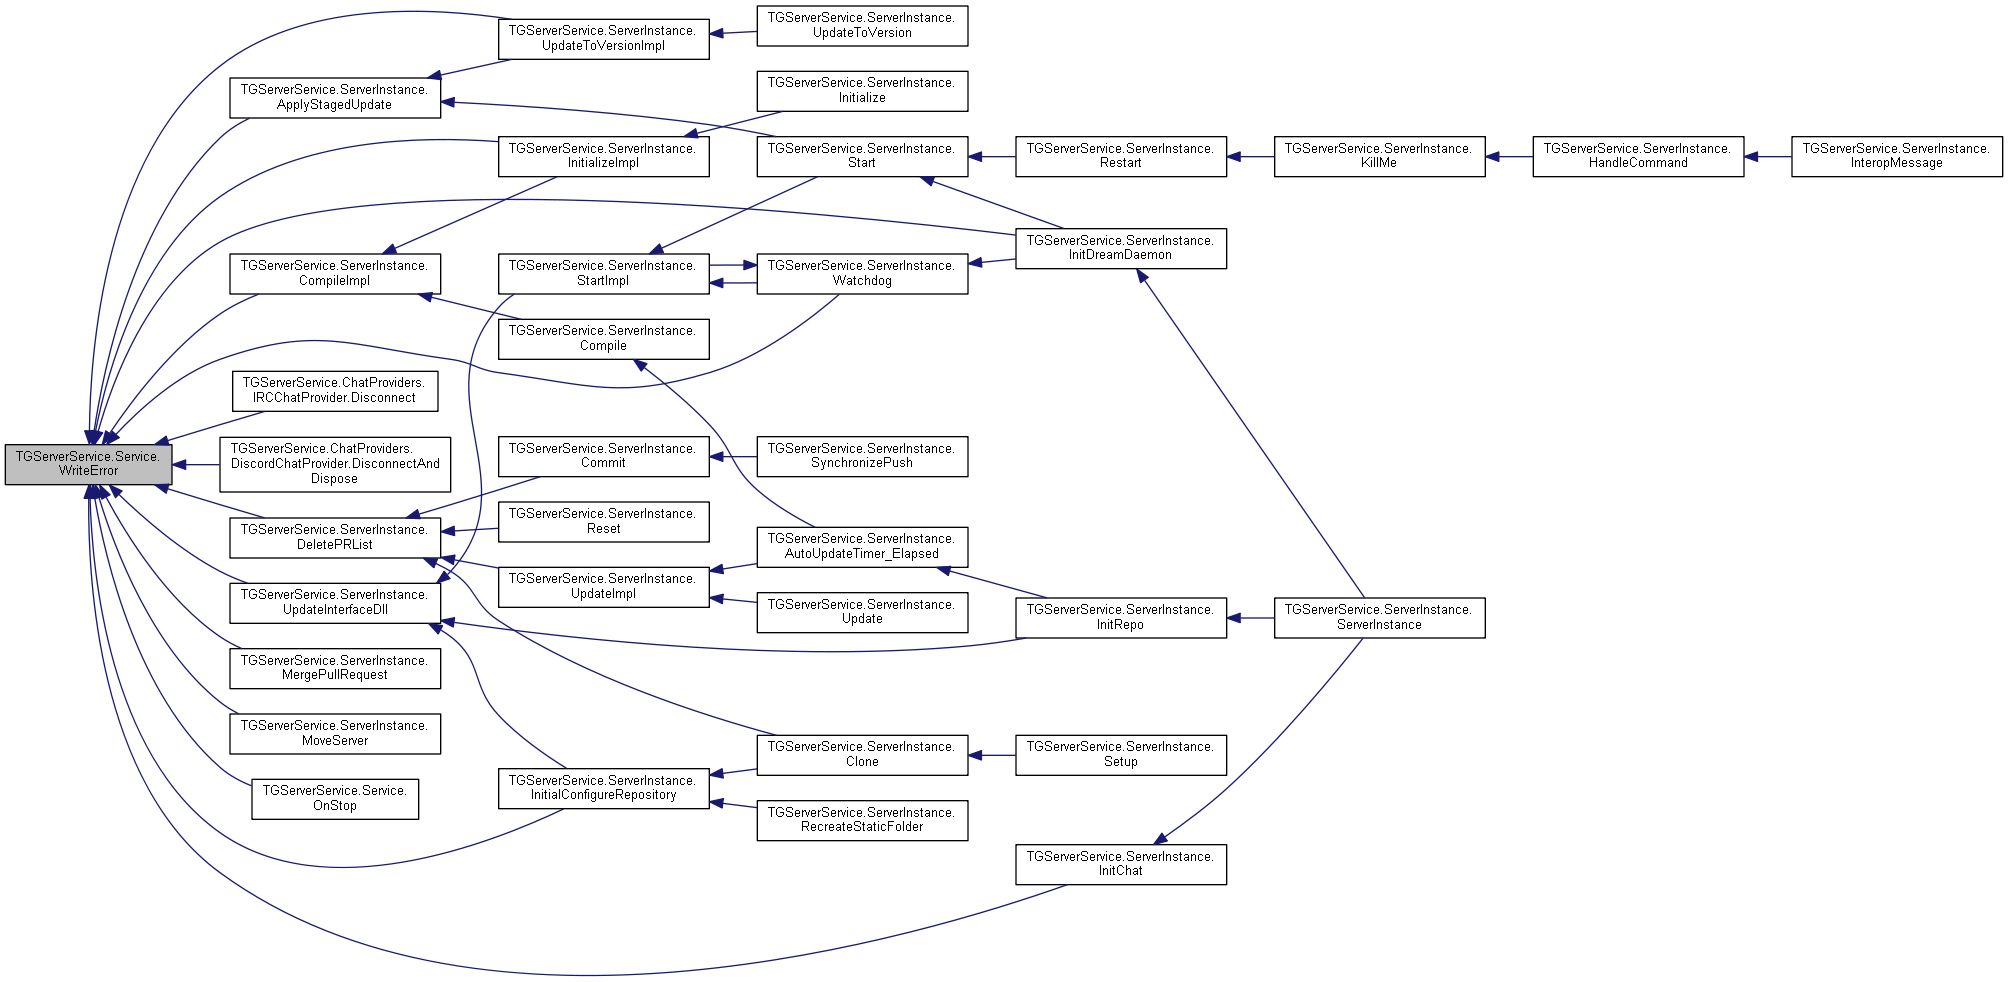 TGServerService.ServerInstance.
UpdateToVersionImpl
TGServerService.ServerInstance.
UpdateToVersion
TGServerService.ServerInstance.
ApplyStagedUpdate
TGServerService.ServerInstance.
Initialize
TGServerService.ServerInstance.
InitializeImpl
TGServerService.ServerInstance.
Start
TGServerService.ServerInstance.
Restart
TGServerService.ServerInstance.
KillMe
TGServerService.ServerInstance.
HandleCommand
TGServerService.ServerInstance.
InteropMessage
TGServerService.ServerInstance.
InitDreamDaemon
TGServerService.ServerInstance.
CompileImpl
TGServerService.ServerInstance.
StartImpl
TGServerService.ServerInstance.
Watchdog
TGServerService.ServerInstance.
Compile
TGServerService.ChatProviders.
IRCChatProvider.Disconnect
TGServerService.Service.
WriteError
TGServerService.ChatProviders.
DiscordChatProvider.DisconnectAnd
Dispose
TGServerService.ServerInstance.
Commit
TGServerService.ServerInstance.
SynchronizePush
TGServerService.ServerInstance.
DeletePRList
TGServerService.ServerInstance.
Reset
TGServerService.ServerInstance.
AutoUpdateTimer_Elapsed
TGServerService.ServerInstance.
UpdateInterfaceDll
TGServerService.ServerInstance.
UpdateImpl
TGServerService.ServerInstance.
Update
TGServerService.ServerInstance.
InitRepo
TGServerService.ServerInstance.
ServerInstance
TGServerService.ServerInstance.
MergePullRequest
TGServerService.ServerInstance.
MoveServer
TGServerService.Service.
OnStop
TGServerService.ServerInstance.
InitialConfigureRepository
TGServerService.ServerInstance.
Clone
TGServerService.ServerInstance.
Setup
TGServerService.ServerInstance.
RecreateStaticFolder
TGServerService.ServerInstance.
InitChat